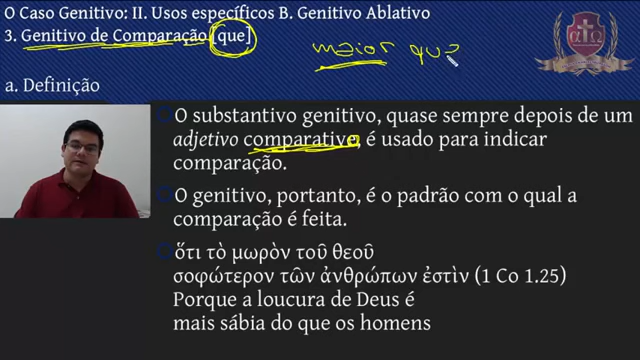 O Caso Genitivo: II. Usos específicos B. Genitivo Ablativo
3. Genitivo de Comparação [que]
maior que
a. Definição
O substantivo genitivo, quase sempre depois de um
adjetivo comparativo, é usado para indicar
comparação.
O genitivo, portanto, é o padrão com o qual a
comparação é feita.
ὅτι τὸ μωρὸν τοῦ θεοῦ
σοφώτερον τῶν ἀνθρώπων ἐστὶν (1 Co 1.25)
Porque a loucura de Deus é
mais sábia do que os homens